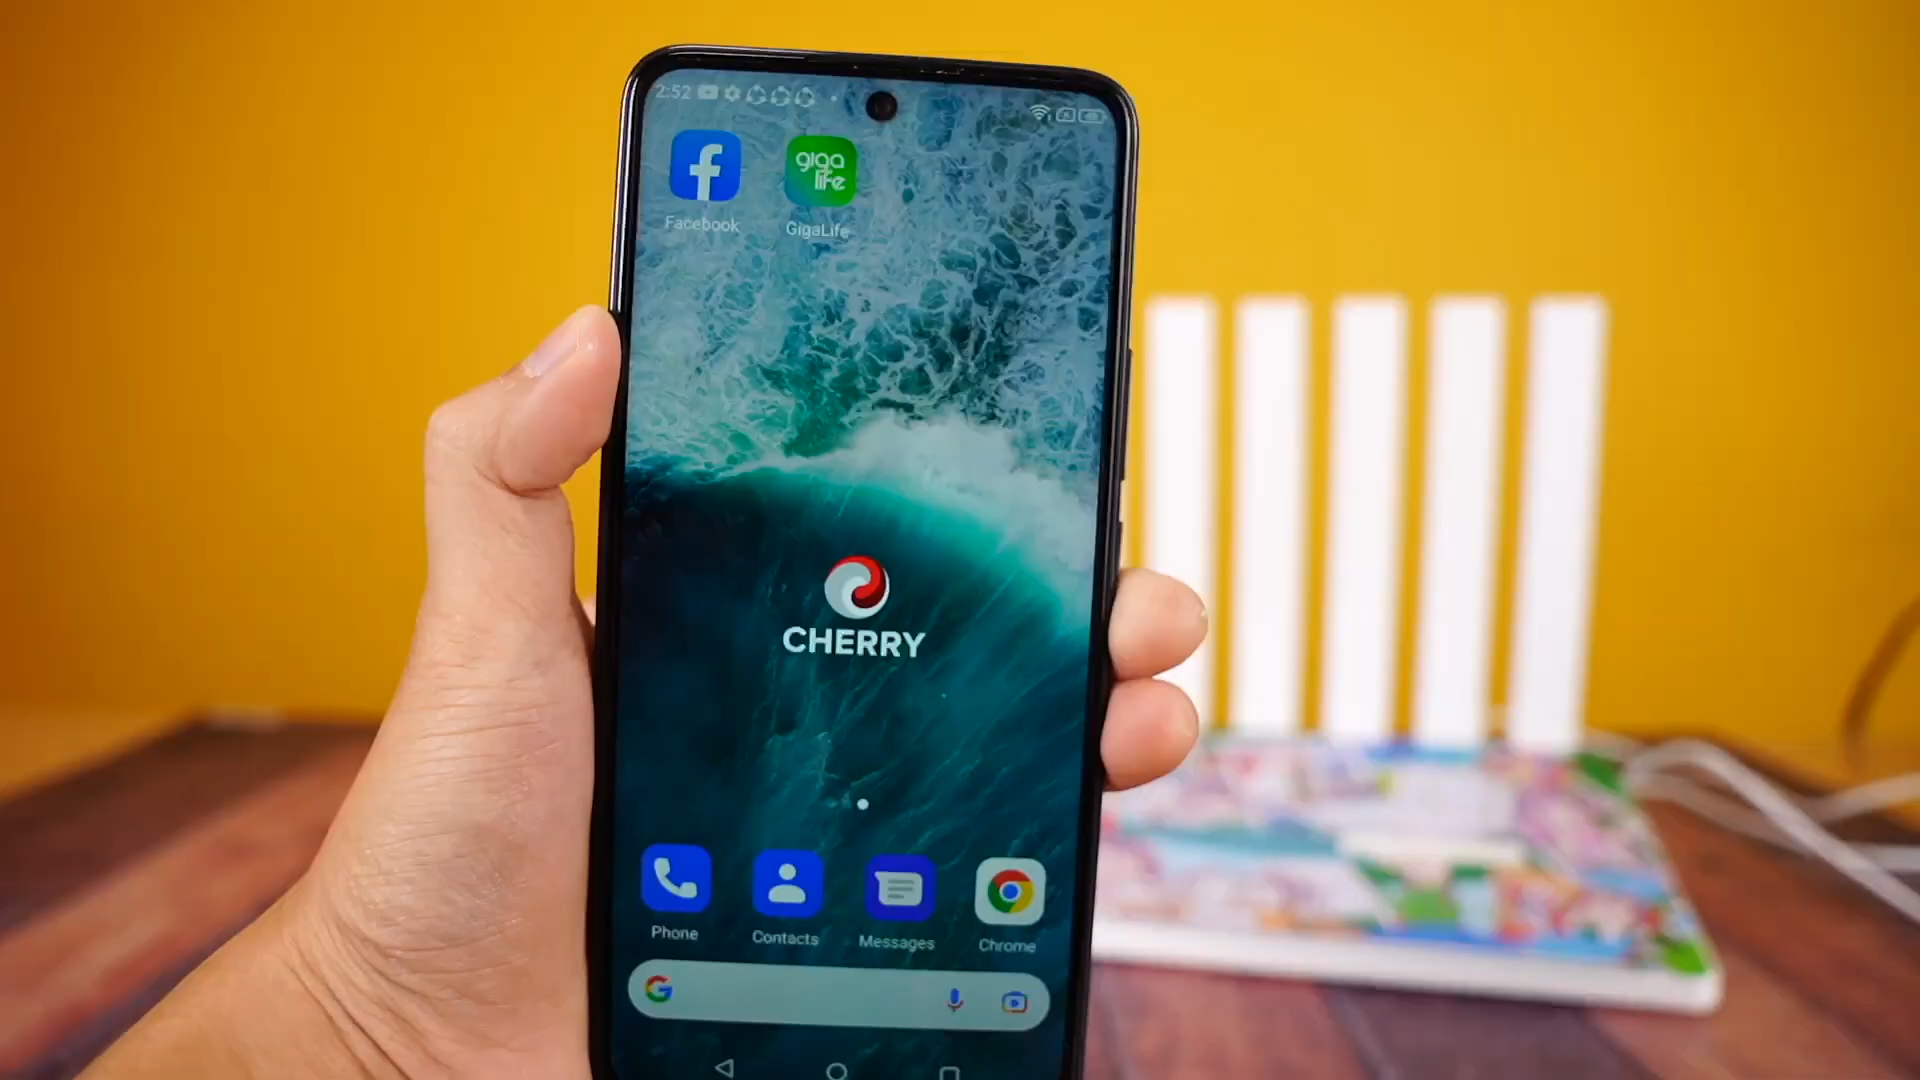 2:52
giga
life
Facebook
GigaLife
CHERRY
Phone
Contacts
Messages
Chrome